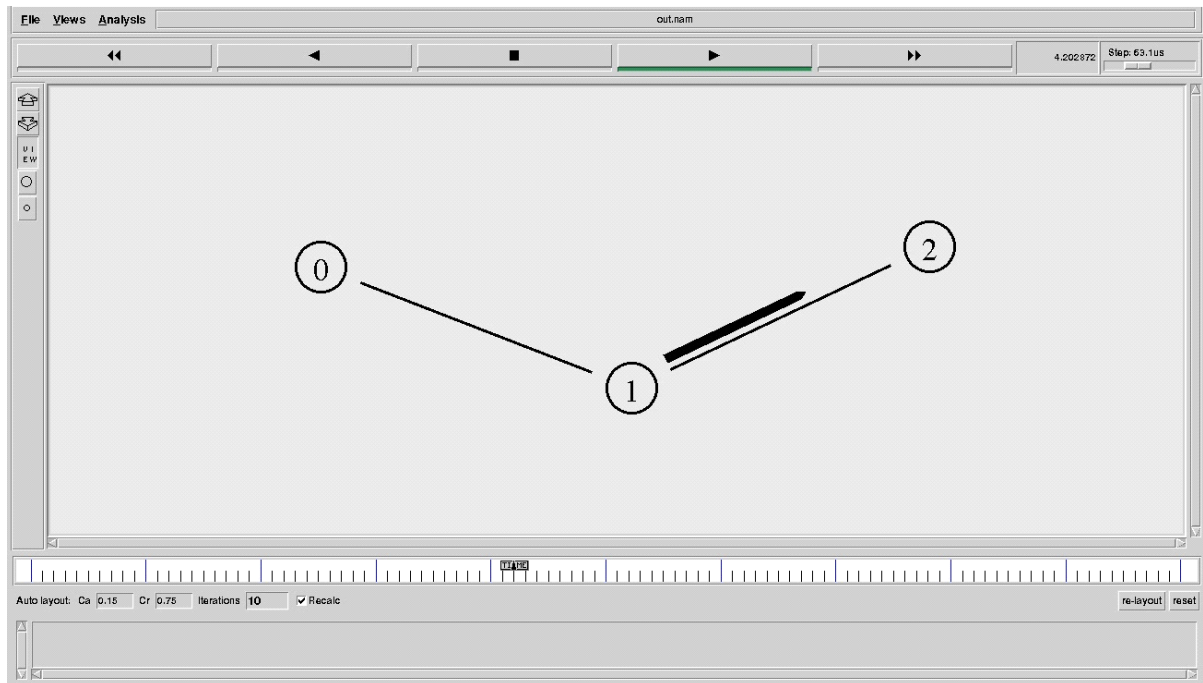 File Views Analysis out.nam
4.202872 Step: 63.1us
V I
E W
0
2
1
TIME
Auto layout: Ca 0.15 Cr 0.75 Iterations 10 Recalc re-layout reset